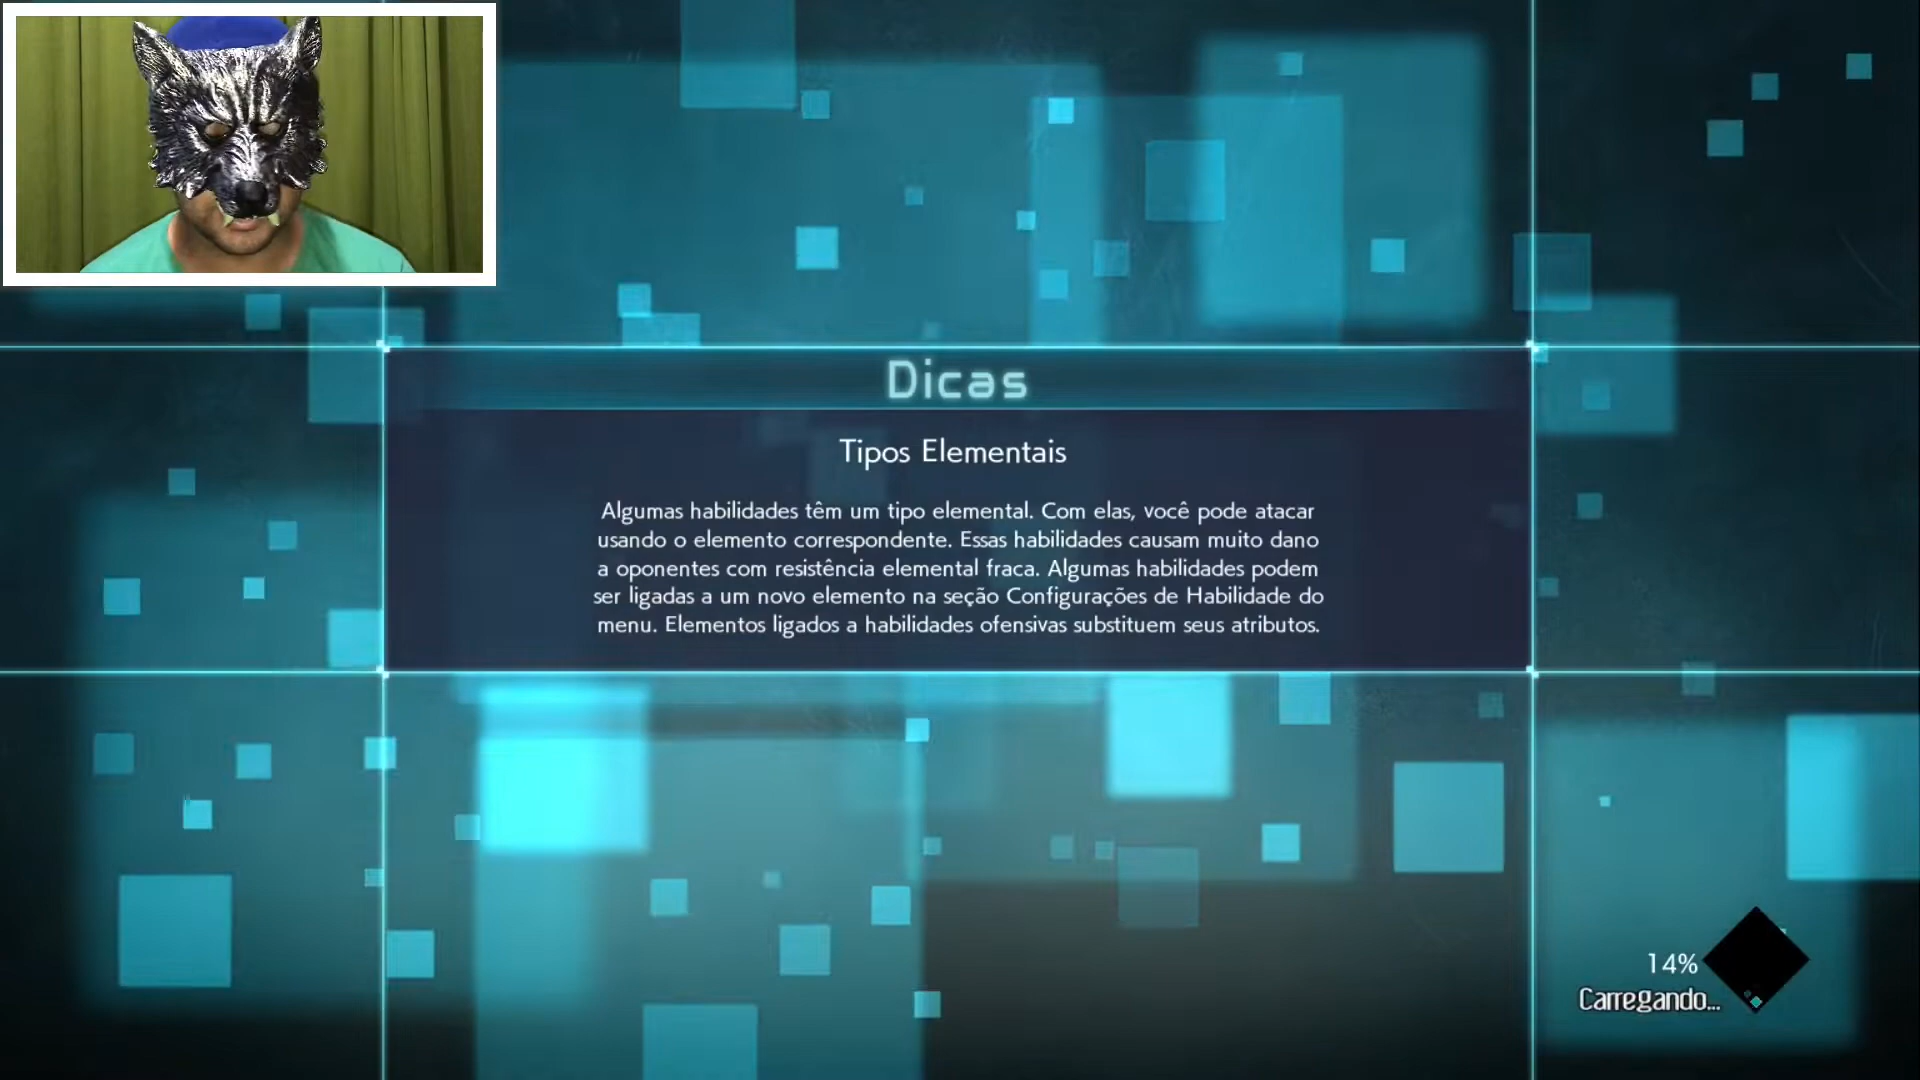 Dicas
Tipos Elementais
Algumas habilidades têm um tipo elemental. Com elas, você pode atacar
usando o elemento correspondente. Essas habilidades causam muito dano
a oponentes com resistência elemental fraca. Algumas habilidades podem
ser ligadas a um novo elemento na seção Configurações de Habilidade do
menu. Elementos ligados a habilidades ofensivas substituem seus atributos.
14%
Carregando...